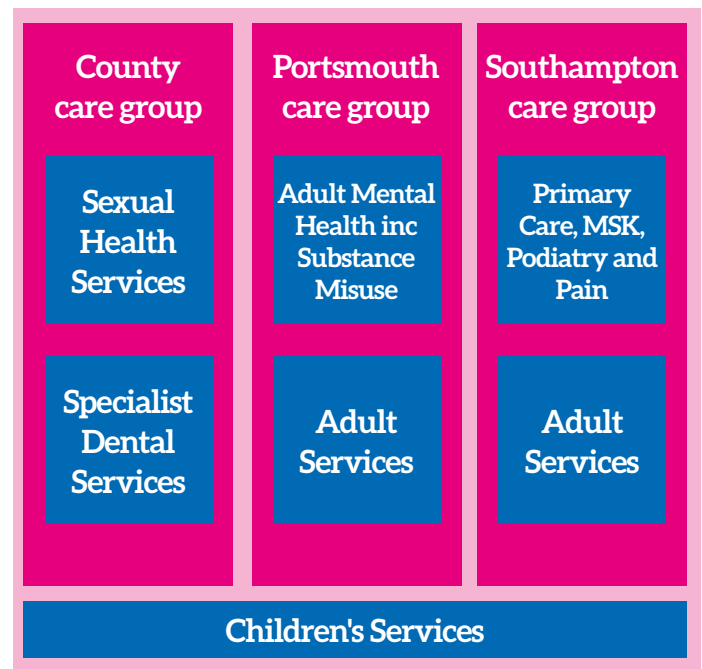 County
care group
Sexual
Health
Services
Specialist
Dental
Services
Portsmouth
care group
Adult Mental
Health inc
Substance
Misuse
Adult
Services
Southampton
care group
Primary
Care, MSK,
Podiatry and
Pain
Adult
Services
Children's Services